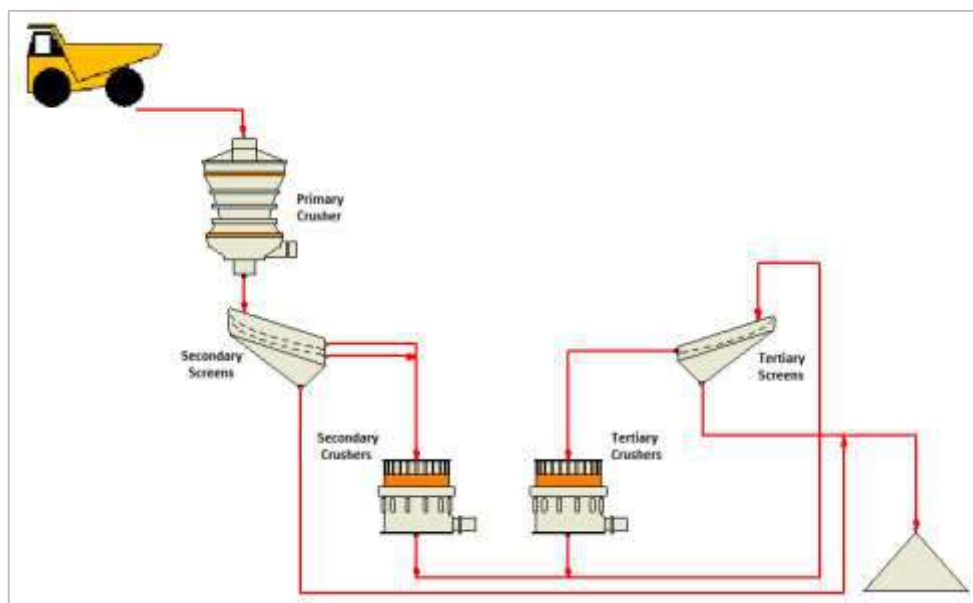 Primary
Crusher
Secondary
Screens
Tertiary
Screens
Secondary
Crushers
Tertiary
Crushers